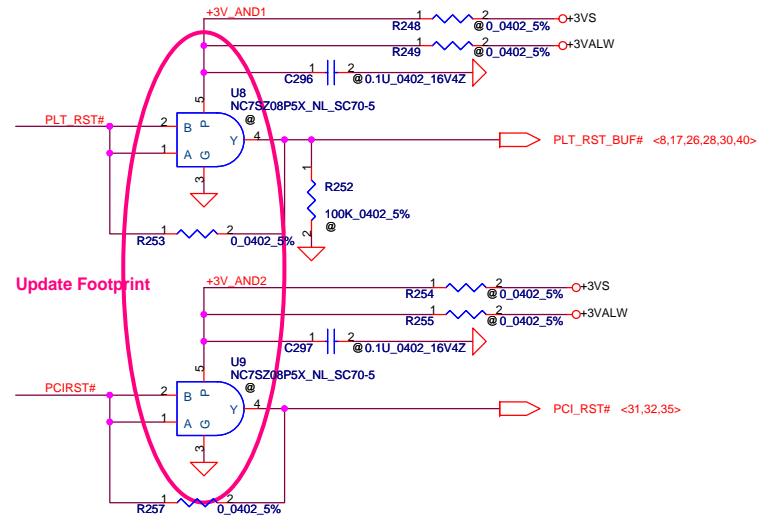 +3V_AND1
1 2
R248 @ 0_0402_5% +3VS
1 2
R249 @ 0_0402_5% +3VALW
1 2
C296 @ 0.1U_0402_16V4Z
U8
NC7SZ08P5X_NL_SC70-5
@
5
PLT_RST# 2 B P
Y 4 PLT_RST_BUF# <8,17,26,28,30,40>
1 A G
3
1
R252
100K_0402_5%
@
2
1 2
R253 0_0402_5%
Update Footprint
+3V_AND2
1 2
R254 @ 0_0402_5% +3VS
1 2
R255 @ 0_0402_5% +3VALW
1 2
C297 @ 0.1U_0402_16V4Z
U9
NC7SZ08P5X_NL_SC70-5
@
5
PCIRST# 2 B P
Y 4 PCI_RST# <31,32,35>
1 A G
3
1 2
R257 0_0402_5%